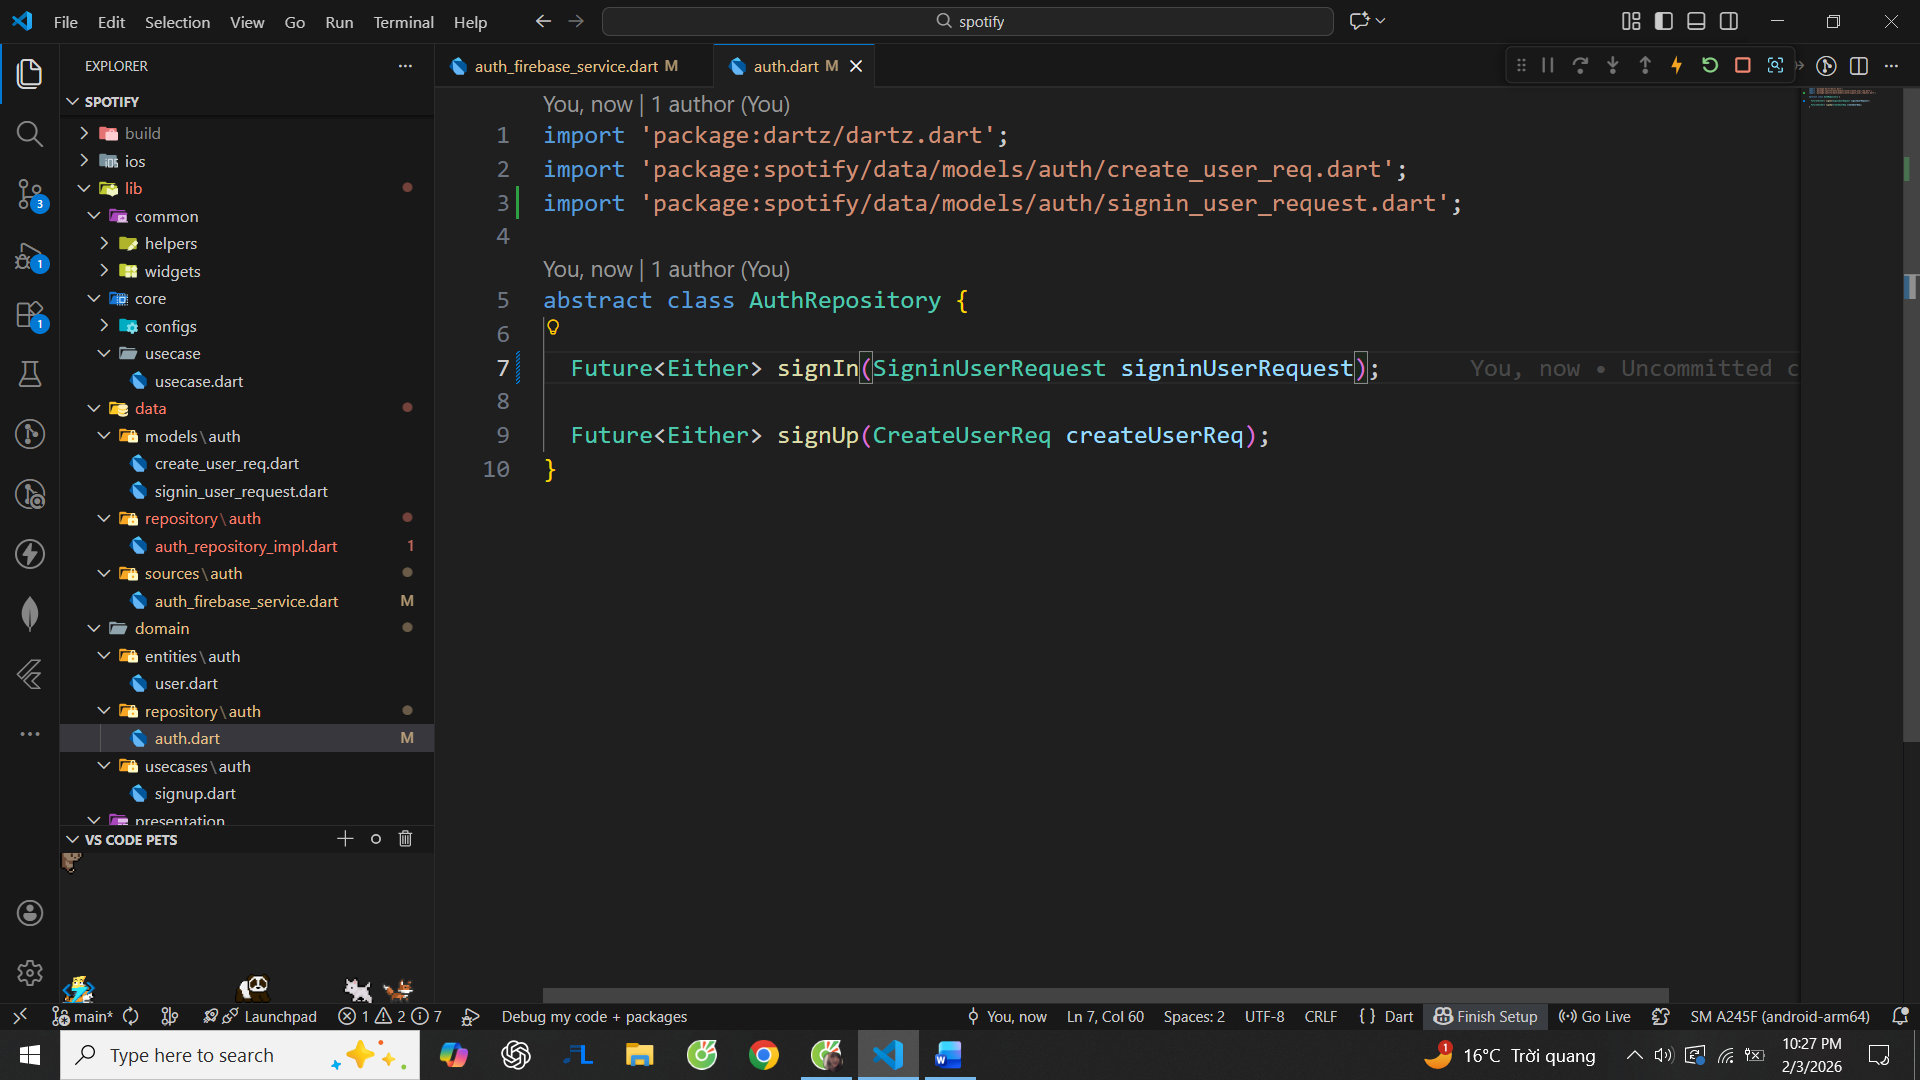 File Edit Selection View Go Run Terminal Help
spotify
EXPLORER
SPOTIFY
build
ios
lib
common
helpers
widgets
core
configs
usecase
usecase.dart
data
models\auth
create_user_req.dart
signin_user_request.dart
repository\auth
auth_repository_impl.dart 1
sources\auth
auth_firebase_service.dart M
domain
entities\auth
user.dart
repository\auth
auth.dart M
usecases\auth
signup.dart
presentation
VS CODE PETS
3
1
1
auth_firebase_service.dart M
auth.dart M
You, now | 1 author (You)
1 import 'package:dartz/dartz.dart';
2 import 'package:spotify/data/models/auth/create_user_req.dart';
3 import 'package:spotify/data/models/auth/signin_user_request.dart';
4
You, now | 1 author (You)
5 abstract class AuthRepository {
6
7 Future<Either> signIn(SigninUserRequest signinUserRequest); You, now • Uncommitted c
8
9 Future<Either> signUp(CreateUserReq createUserReq);
10 }
main* Launchpad 1 2 7 Debug my code + packages You, now Ln 7, Col 60 Spaces: 2 UTF-8 CRLF { } Dart Finish Setup Go Live SM A245F (android-arm64)
Type here to search
1 16°C Trời quang
10:27 PM
2/3/2026